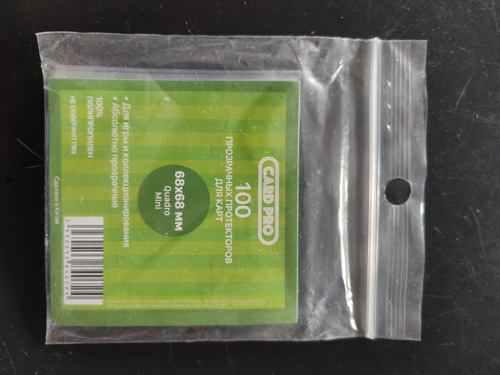 CARD PRO
100
ПРОЗРАЧНЫХ ПРОТЕКТОРОВ
ДЛЯ КАРТ
68x68 мм
Quadro
Mini
• Для игры и коллекционирования
• Абсолютно прозрачные
100%
ПОЛИПРОПИЛЕН
НЕ СОДЕРЖИТ ПВХ